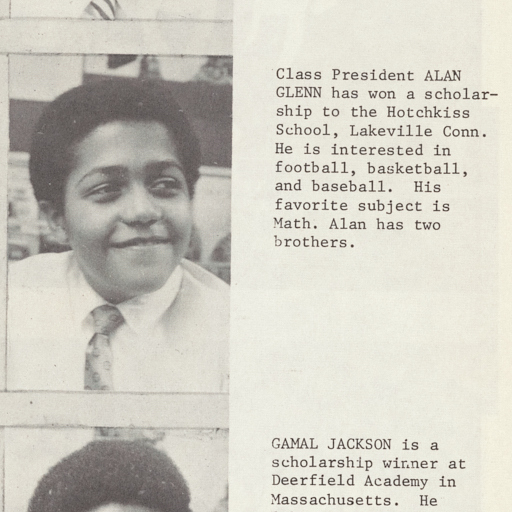 Class President ALAN
GLENN has won a scholar-
ship to the Hotchkiss
School, Lakeville Conn.
He is interested in
football, basketball,
and baseball.  His
favorite subject is
Math. Alan has two
brothers.
GAMAL JACKSON is a
scholarship winner at
Deerfield Academy in
Massachusetts.  He